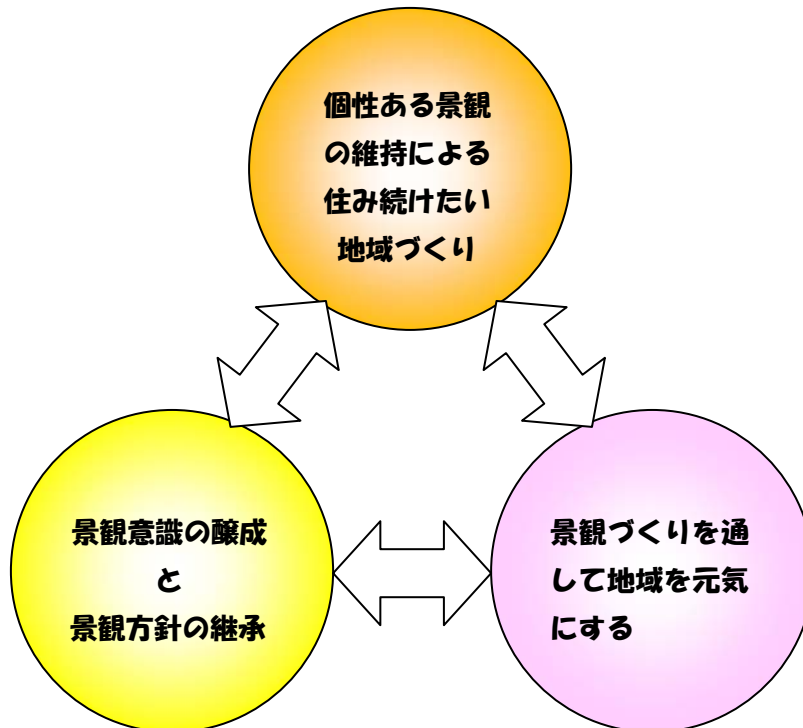 個性ある景観
の維持による
住み続けたい
地域づくり
景観意識の醸成
と
景観方針の継承
景観づくりを通
して地域を元気
にする